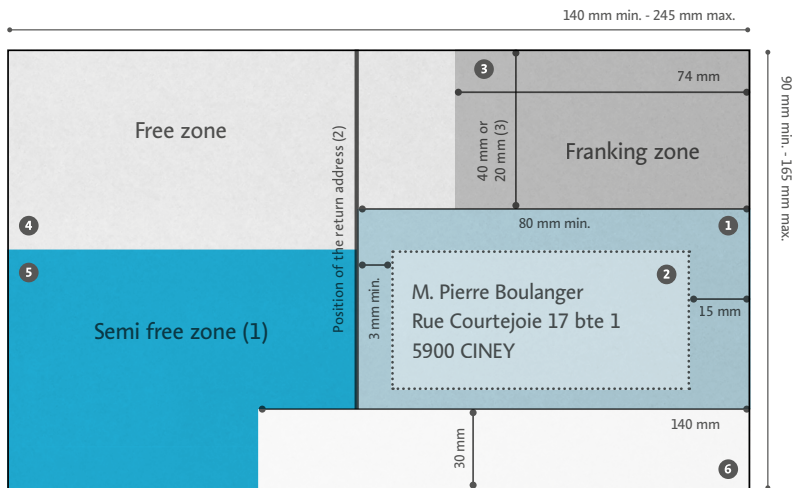 140 mm min. - 245 mm max.
3
74 mm
Free zone
40 mm or
20 mm (3)
Franking zone
90 mm min. - 165 mm max.
4
80 mm min.
1
5
Position of the return address (2)
2
3 mm min.
M. Pierre Boulanger
Rue Courtejoie 17 bte 1
5900 CINEY
15 mm
Semi free zone (1)
140 mm
30 mm
6